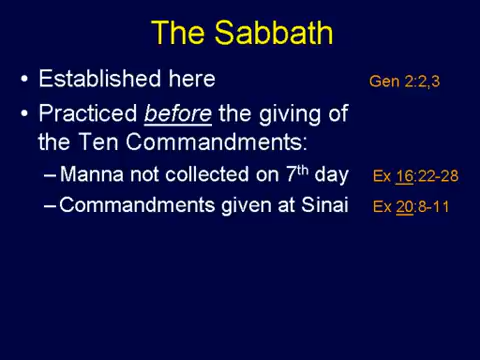 The Sabbath
• Established here Gen 2:2,3
• Practiced before the giving of
the Ten Commandments:
– Manna not collected on 7th day Ex 16:22-28
– Commandments given at Sinai Ex 20:8-11